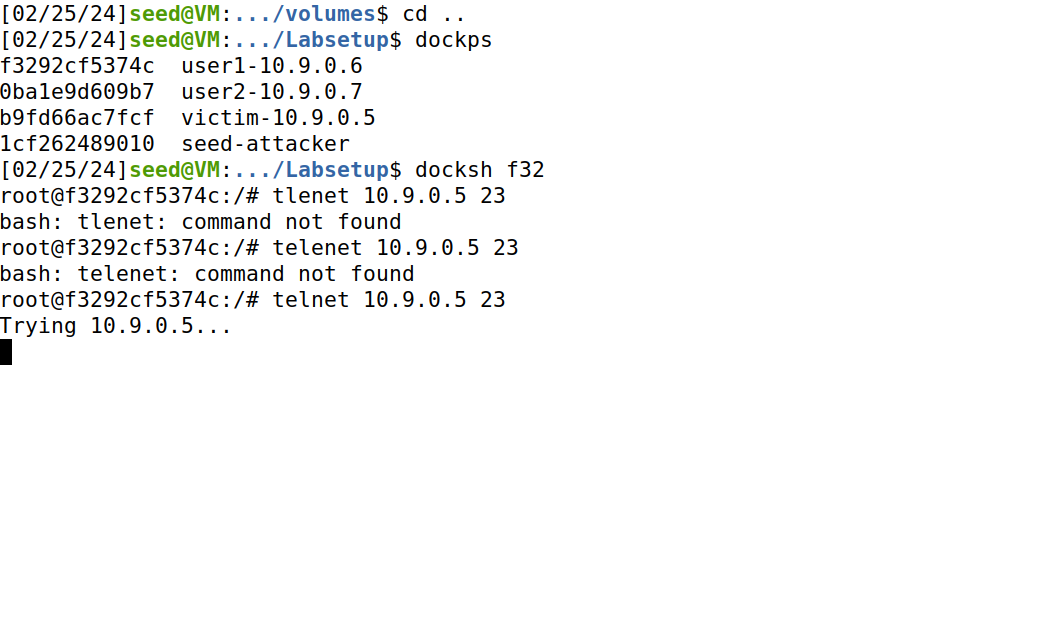 [02/25/24]seed@VM:.../volumes$ cd ..
[02/25/24]seed@VM:.../Labsetup$ dockps
f3292cf5374c  user1-10.9.0.6
0ba1e9d609b7  user2-10.9.0.7
b9fd66ac7fcf  victim-10.9.0.5
1cf262489010  seed-attacker
[02/25/24]seed@VM:.../Labsetup$ docksh f32
root@f3292cf5374c:/# tlenet 10.9.0.5 23
bash: tlenet: command not found
root@f3292cf5374c:/# telenet 10.9.0.5 23
bash: telenet: command not found
root@f3292cf5374c:/# telnet 10.9.0.5 23
Trying 10.9.0.5...